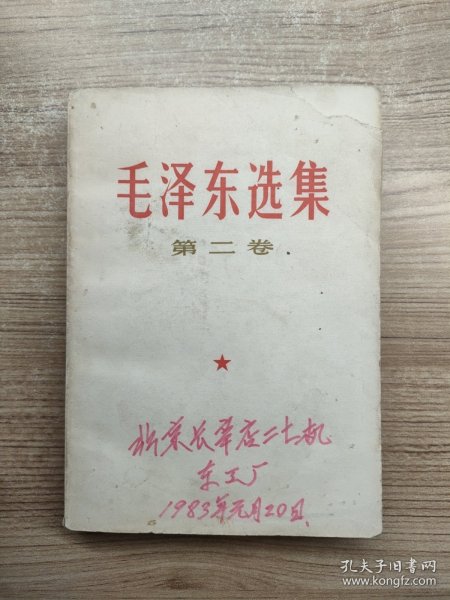 毛泽东选集
第二卷
北京长辛店二七机
车工厂
1983年元月20日
孔夫子旧书网
www.kongfz.com